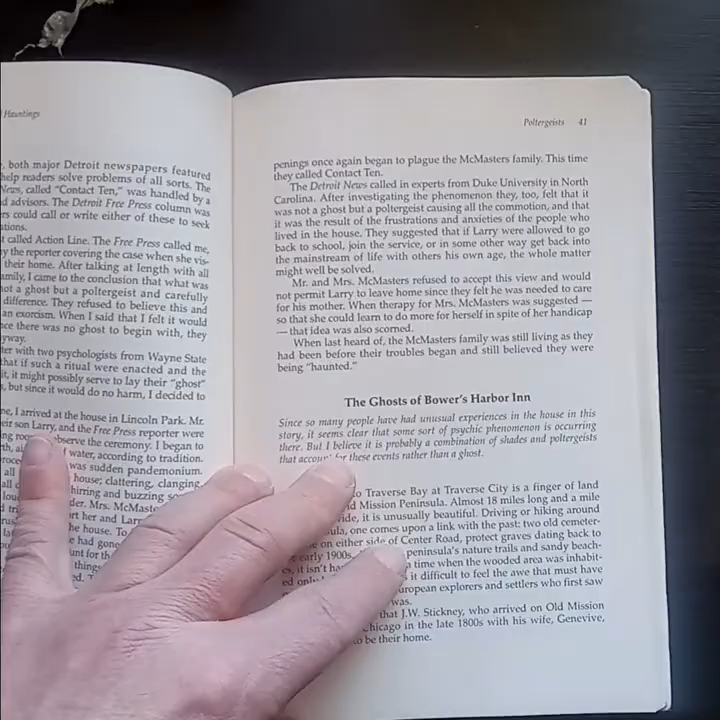 Hauntings
, both major Detroit newspapers featured
help readers solve problems of all sorts. The
News, called "Contact Ten," was handled by a
d advisors. The Detroit Free Press column was
rs could call or write either of these to seek
ations.
t called Action Line. The Free Press called me,
y the reporter covering the case when she vis-
their home. After talking at length with all
amily, I came to the conclusion that what was
not a ghost but a poltergeist and carefully
difference. They refused to believe this and
an exorcism. When I said that I felt it would
nce there was no ghost to begin with, they
yway.
ter with two psychologists from Wayne State
that if such a ritual were enacted and the
it, it might possibly serve to lay their "ghost"
, but since it would do no harm, I decided to
ne, I arrived at the house in Lincoln Park. Mr.
eir son Larry, and the Free Press reporter were
observe the ceremony. I began to
water, according to tradition.
was sudden pandemonium.
house; clattering, clanging,
hirring and buzzing
der. Mrs. McMaste
ort her and Larr
the house. To
e had gone
unt for th
things
ed.
Poltergeists 41
penings once again began to plague the McMasters family. This time
they called Contact Ten.
The Detroit News called in experts from Duke University in North
Carolina. After investigating the phenomenon they, too, felt that it
was not a ghost but a poltergeist causing all the commotion, and that
it was the result of the frustrations and anxieties of the people who
lived in the house. They suggested that if Larry were allowed to go
back to school, join the service, or in some other way get back into
the mainstream of life with others his own age, the whole matter
might well be solved.
Mr. and Mrs. McMasters refused to accept this view and would
not permit Larry to leave home since they felt he was needed to care
for his mother. When therapy for Mrs. McMasters was suggested —
so that she could learn to do more for herself in spite of her handicap
— that idea was also scorned.
When last heard of, the McMasters family was still living as they
had been before their troubles began and still believed they were
being "haunted."
The Ghosts of Bower's Harbor Inn
Since so many people have had unusual experiences in the house in this
story, it seems clear that some sort of psychic phenomenon is occurring
there. But I believe it is probably a combination of shades and poltergeists
that account for these events rather than a ghost.
to Traverse Bay at Traverse City is a finger of land
d Mission Peninsula. Almost 18 miles long and a mile
ide, it is unusually beautiful. Driving or hiking around
ula, one comes upon a link with the past: two old cemeter-
on either side of Center Road, protect graves dating back to
early 1900s. peninsula's nature trails and sandy beach-
es, it isn't ha a time when the wooded area was inhabit-
ed only it difficult to feel the awe that must have
uropean explorers and settlers who first saw
was.
that J.W. Stickney, who arrived on Old Mission
Chicago in the late 1800s with his wife, Genevive,
to be their home.